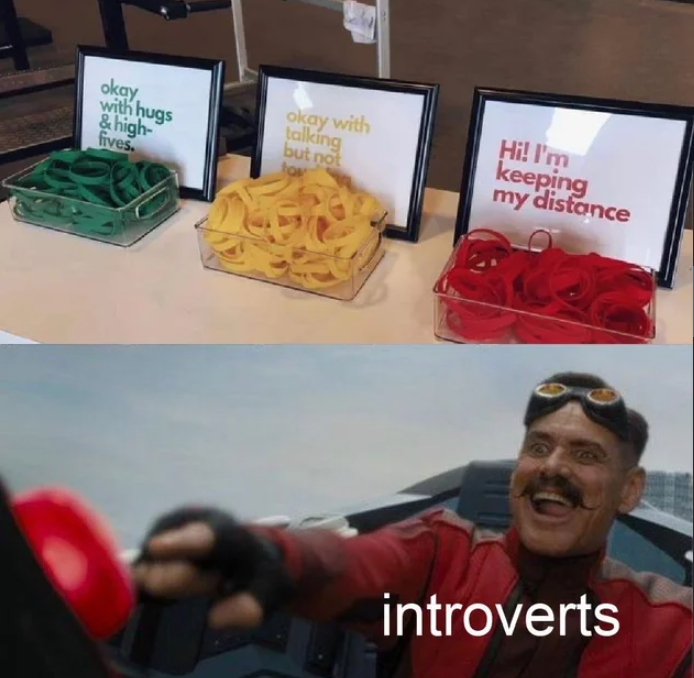 okay
with hugs
& high-
fives.
okay with
talking
but not
Hi! I'm
keeping
my distance
introverts